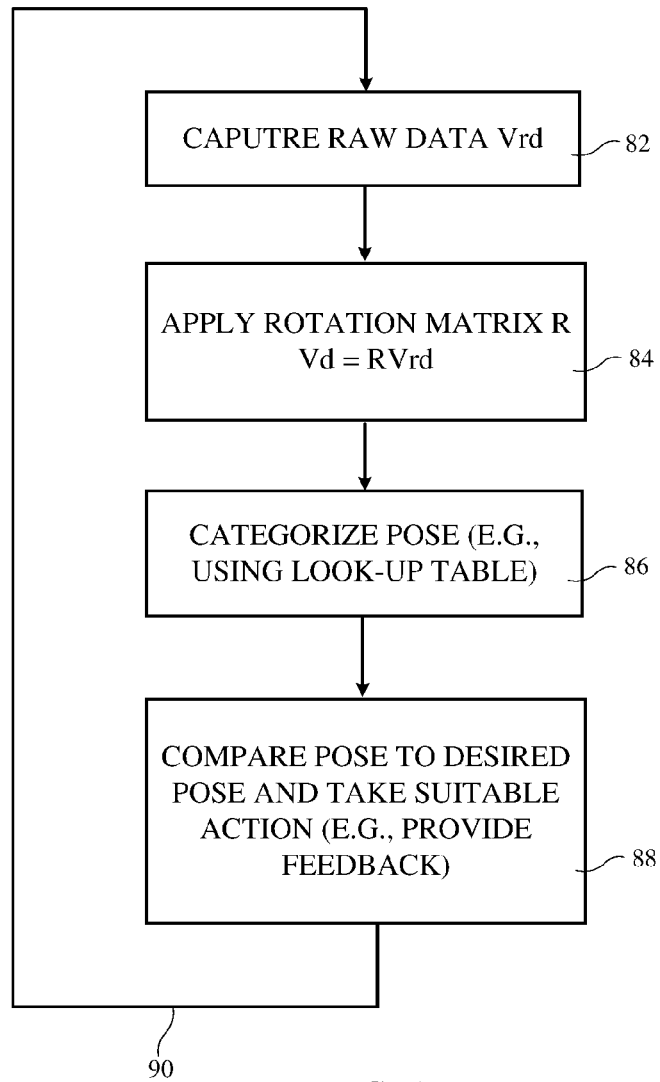 CAPUTRE RAW DATA Vrd
82
APPLY ROTATION MATRIX R
Vd = RVrd
84
CATEGORIZE POSE (E.G.,
USING LOOK-UP TABLE)
86
COMPARE POSE TO DESIRED
POSE AND TAKE SUITABLE
ACTION (E.G., PROVIDE
FEEDBACK)
88
90